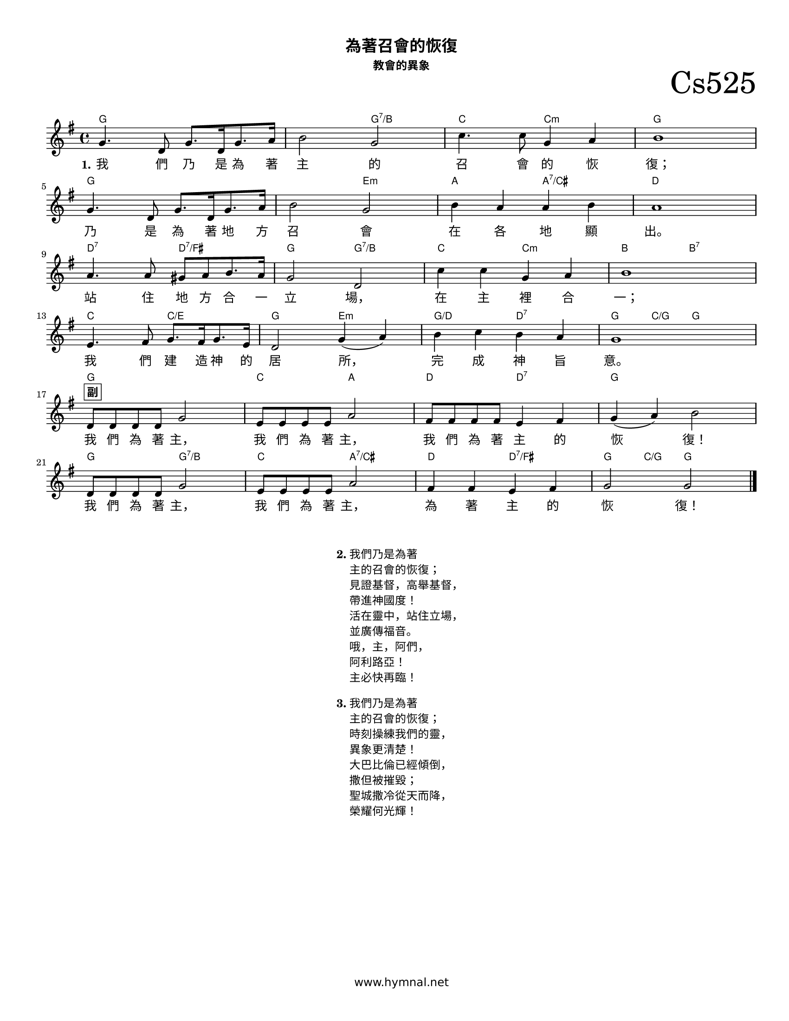 為著召會的恢復
教會的異象
Cs525
G G7/B C Cm G
1. 我 們 乃 是 為 著 主 的 召 會 的 恢 復；
G Em A A7/C♯ D
5
乃 是 為 著 地 方 召 會 在 各 地 顯 出。
D7 D7/F♯ G G7/B C Cm B B7
9
站 住 地 方 合 一 立 場， 在 主 裡 合 一；
C C/E G Em G/D D7 G C/G G
13
我 們 建 造 神 的 居 所， 完 成 神 旨 意。
G C A D D7 G
17 副
我 們 為 著 主， 我 們 為 著 主， 我 們 為 著 主 的 恢 復！
G G7/B C A7/C♯ D D7/F♯ G C/G G
21
我 們 為 著 主， 我 們 為 著 主， 為 著 主 的 恢 復！
2. 我們乃是為著
主的召會的恢復；
見證基督，高舉基督，
帶進神國度！
活在靈中，站住立場，
並廣傳福音。
哦，主，阿們，
阿利路亞！
主必快再臨！
3. 我們乃是為著
主的召會的恢復；
時刻操練我們的靈，
異象更清楚！
大巴比倫已經傾倒，
撒但被摧毀；
聖城撒冷從天而降，
榮耀何光輝！
www.hymnal.net